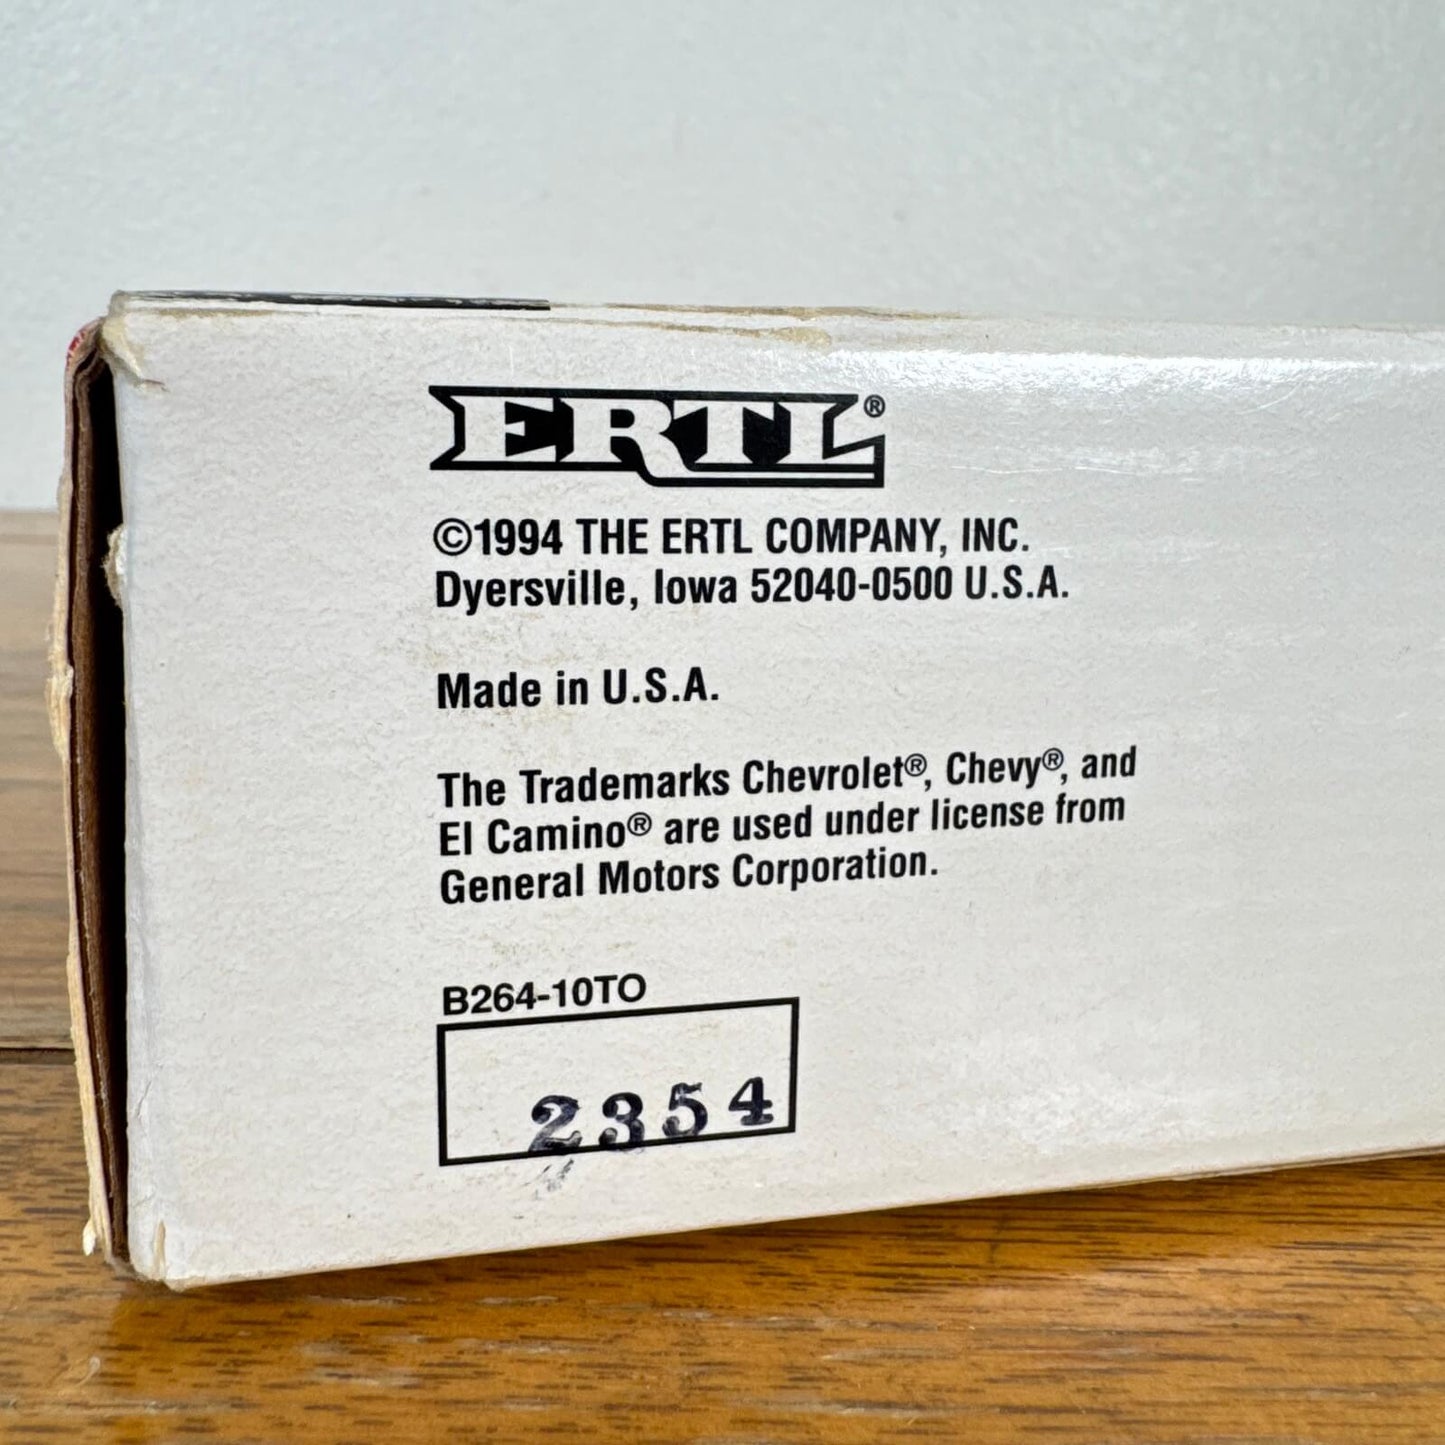 ERTL®
©1994 THE ERTL COMPANY, INC.
Dyersville, Iowa 52040-0500 U.S.A.
Made in U.S.A.
The Trademarks Chevrolet®, Chevy®, and
El Camino® are used under license from
General Motors Corporation.
B264-10TO
2354